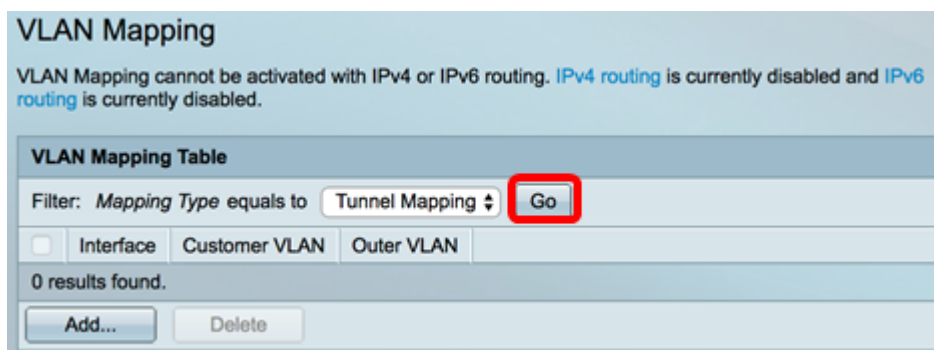 VLAN Mapping
VLAN Mapping cannot be activated with IPv4 or IPv6 routing. IPv4 routing is currently disabled and IPv6
routing is currently disabled.
VLAN Mapping Table
Filter: Mapping Type equals to Tunnel Mapping Go
Interface Customer VLAN Outer VLAN
0 results found.
Add... Delete